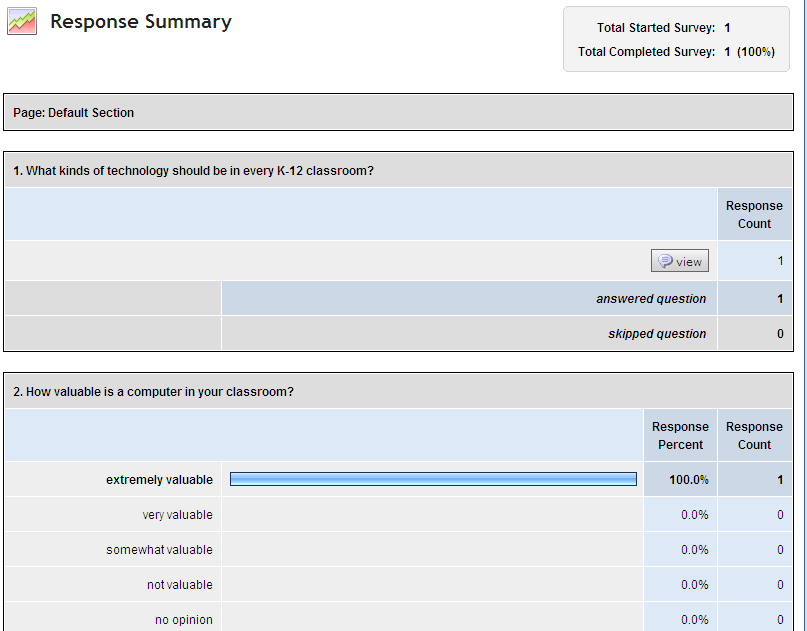 Response Summary
Total Started Survey: 1
Total Completed Survey: 1 (100%)
Page: Default Section
1. What kinds of technology should be in every K-12 classroom?
Response
Count
view 1
answered question 1
skipped question 0
2. How valuable is a computer in your classroom?
Response Response
Percent Count
extremely valuable 100.0% 1
very valuable 0.0% 0
somewhat valuable 0.0% 0
not valuable 0.0% 0
no opinion 0.0% 0